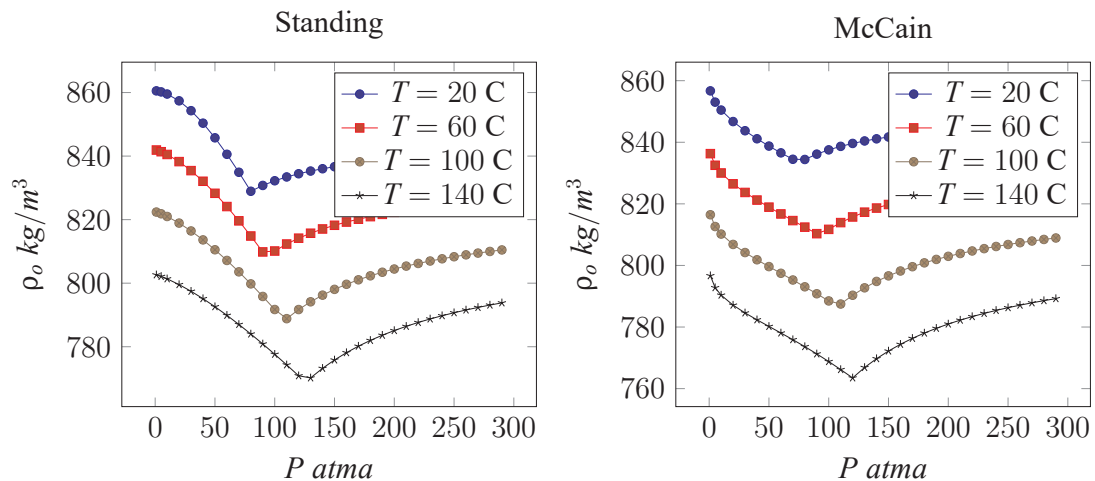 Standing
ρo kg/m³
860
840
820
800
780
T = 20 C
T = 60 C
T = 100 C
T = 140 C
0 50 100 150 200 250 300
P atma
McCain
ρo kg/m³
860
840
820
800
780
760
T = 20 C
T = 60 C
T = 100 C
T = 140 C
0 50 100 150 200 250 300
P atma